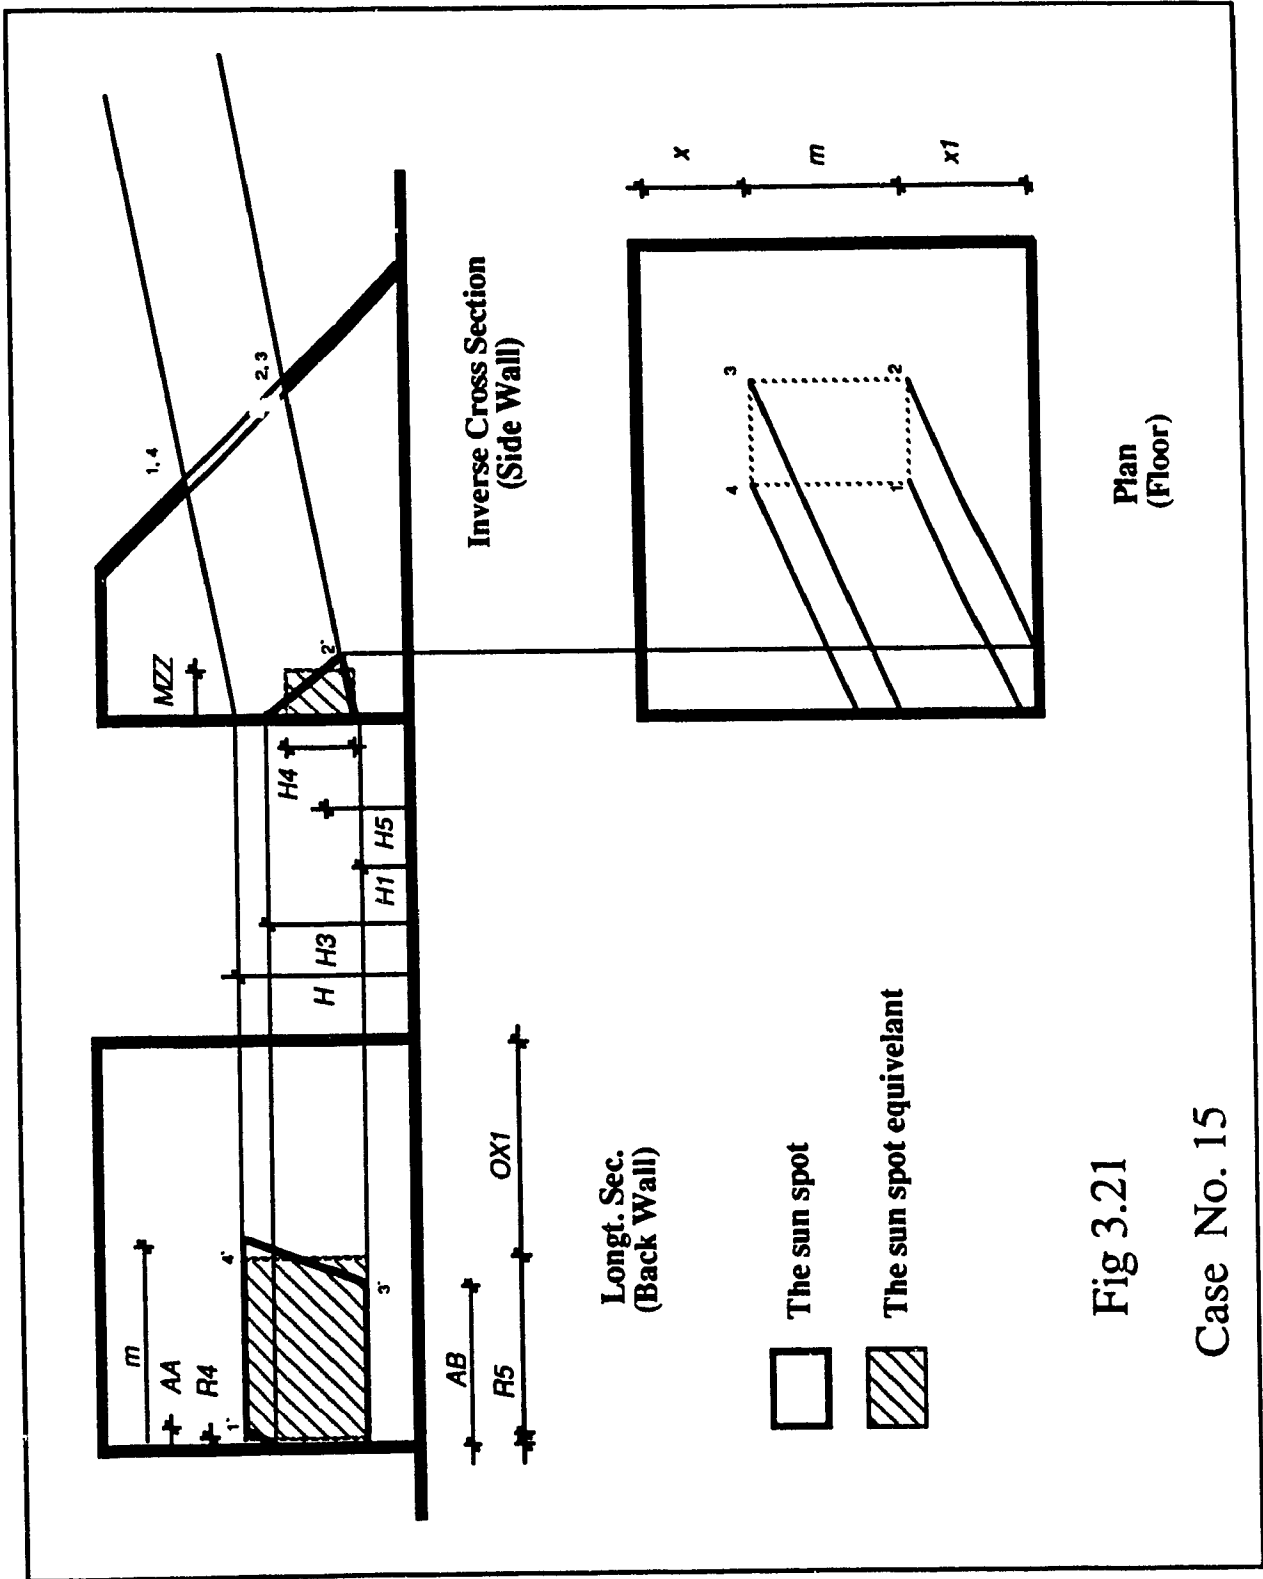 m
AA
R4
1'
4'
3'
AB
R5
OX1
H
H3
H1
H5
H4
MZZ
2'
1,4
2,3
Longt. Sec.
(Back Wall)
Inverse Cross Section
(Side Wall)
x
m
x1
4
3
1
2
Plan
(Floor)
The sun spot
The sun spot equivelant
Fig 3.21
Case No. 15